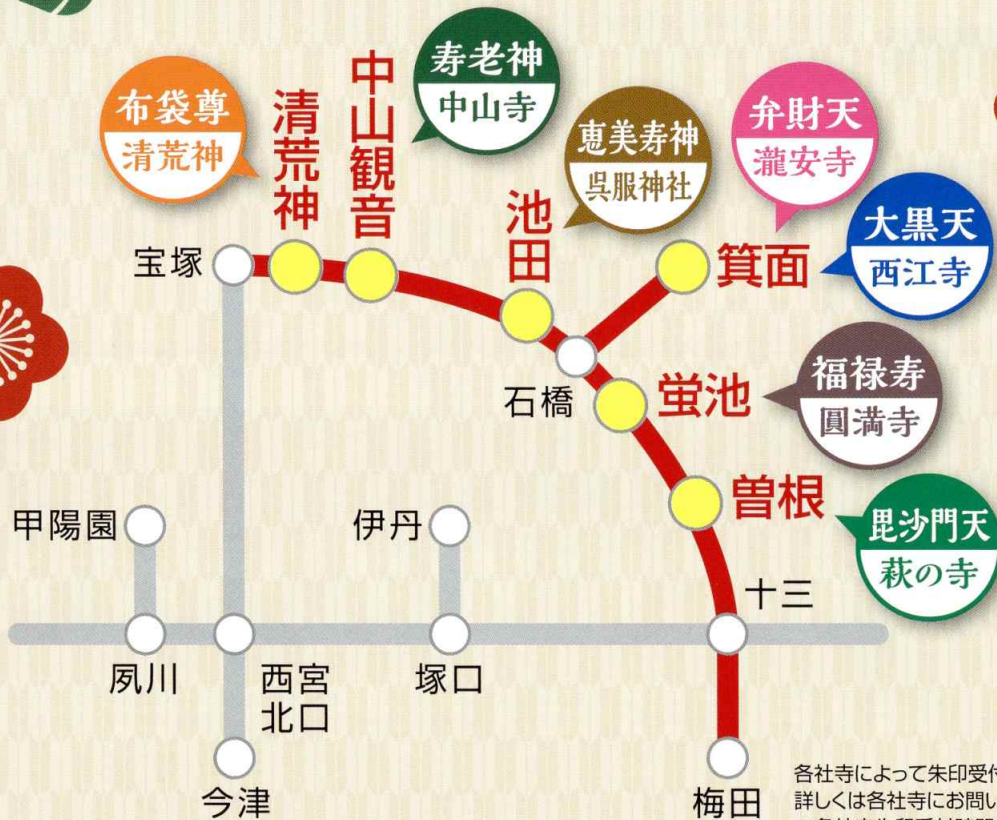 布袋尊
清荒神
清荒神
中山観音
寿老神
中山寺
恵美寿神
呉服神社
弁財天
瀧安寺
大黒天
西江寺
池田
箕面
宝塚
石橋
蛍池
福禄寿
圓満寺
曽根
毘沙門天
萩の寺
甲陽園
伊丹
十三
夙川
西宮
北口
塚口
今津
梅田
各社寺によって朱印受付
詳しくは各社寺にお問い